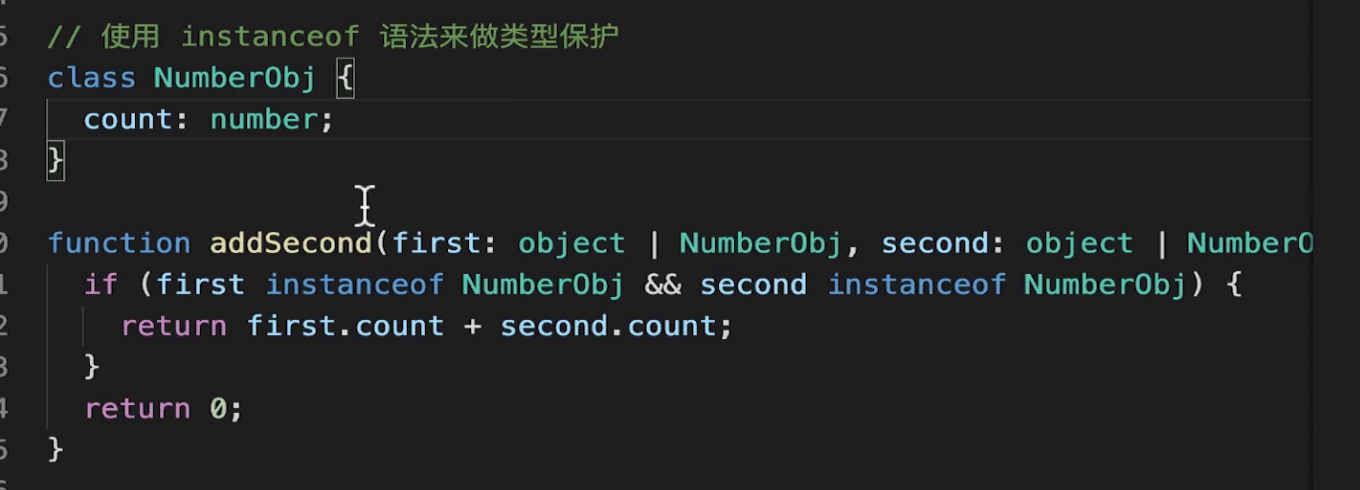 5 // 使用 instanceof 语法来做类型保护
6 class NumberObj {
7 count: number;
8 }
9
0 function addSecond(first: object | NumberObj, second: object | NumberO
1 if (first instanceof NumberObj && second instanceof NumberObj) {
2 return first.count + second.count;
3 }
4 return 0;
5 }